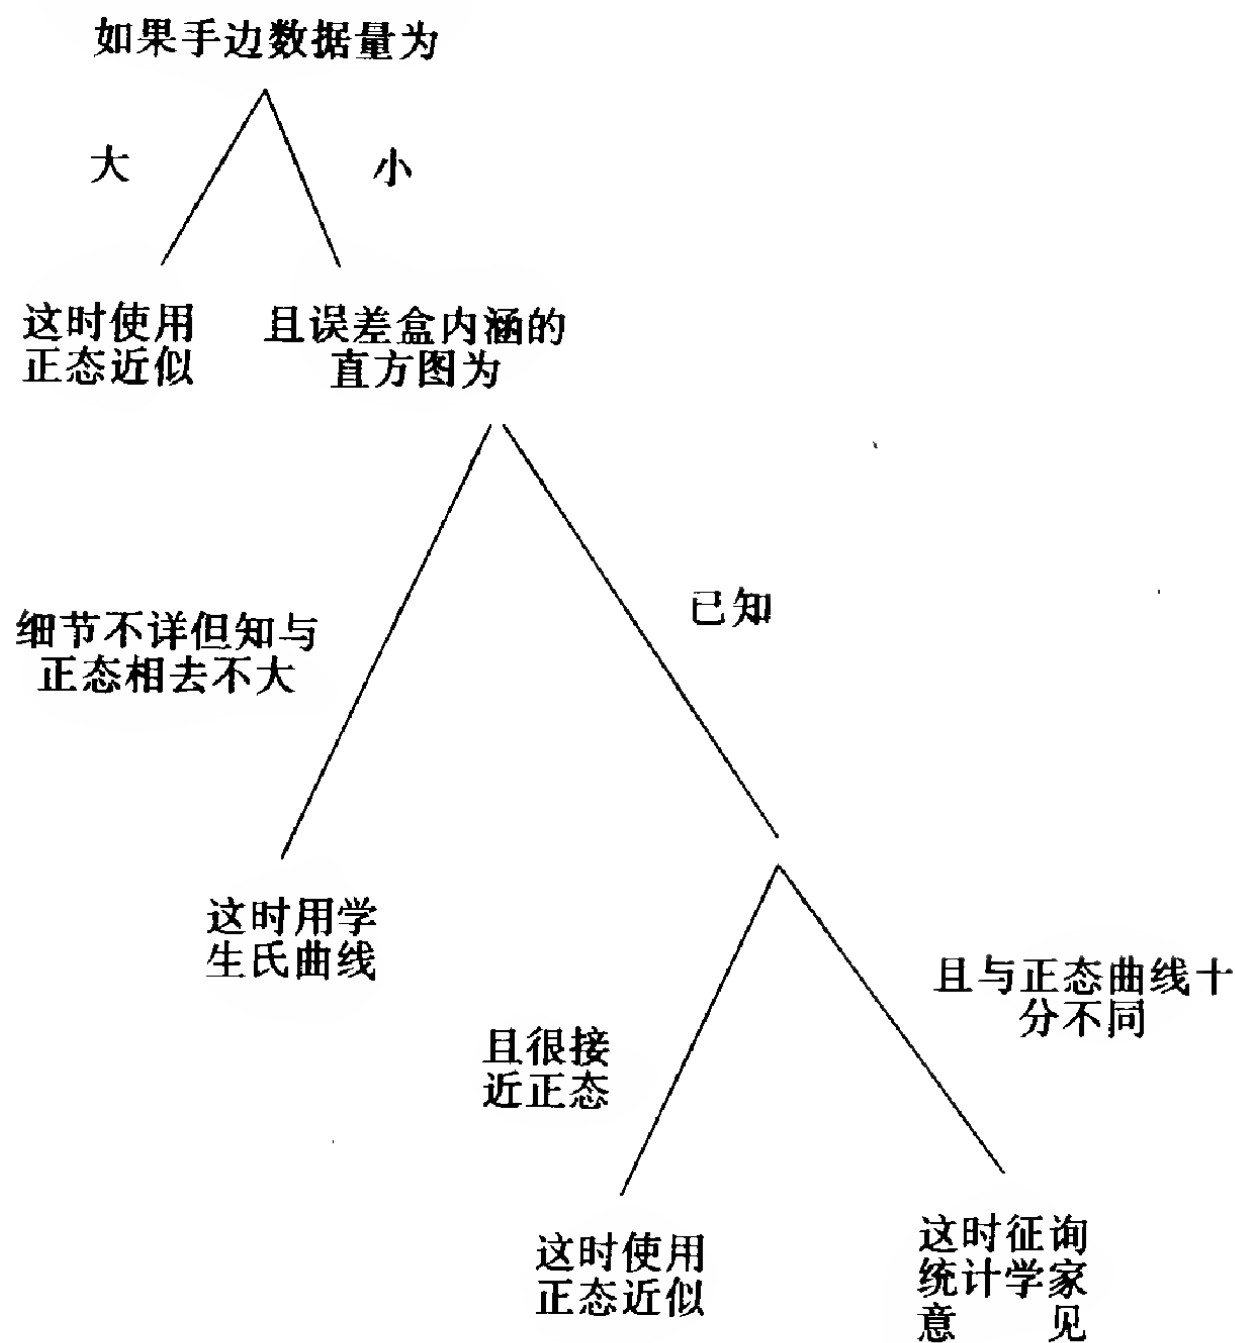 如果手边数据量为
大
小
这时使用
正态近似
且误差盒内涵的
直方图为
细节不详但知与
正态相去不大
已知
这时用学
生氏曲线
且很接
近正态
且与正态曲线十
分不同
这时使用
正态近似
这时征询
统计学家
意 见